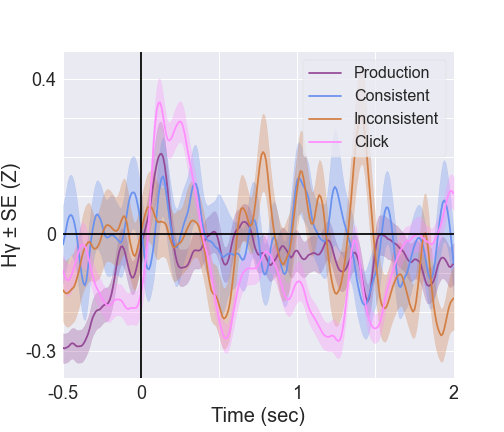 Production
Consistent
Inconsistent
Click
0.4
0
-0.3
Hγ ± SE (Z)
-0.5 0 1 2
Time (sec)